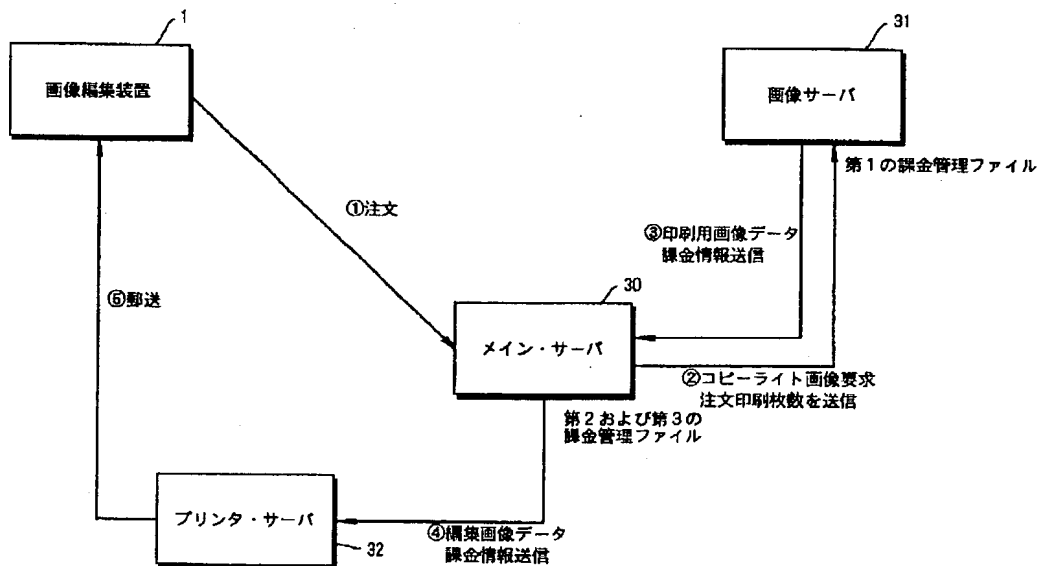 1
画像編集装置
31
画像サーバ
第1の課金管理ファイル
①注文
③印刷用画像データ
課金情報送信
⑤郵送
30
メイン・サーバ
②コピーライト画像要求
注文印刷枚数を送信
第2および第3の
課金管理ファイル
プリンタ・サーバ
32
④構集画像データ
課金情報送信